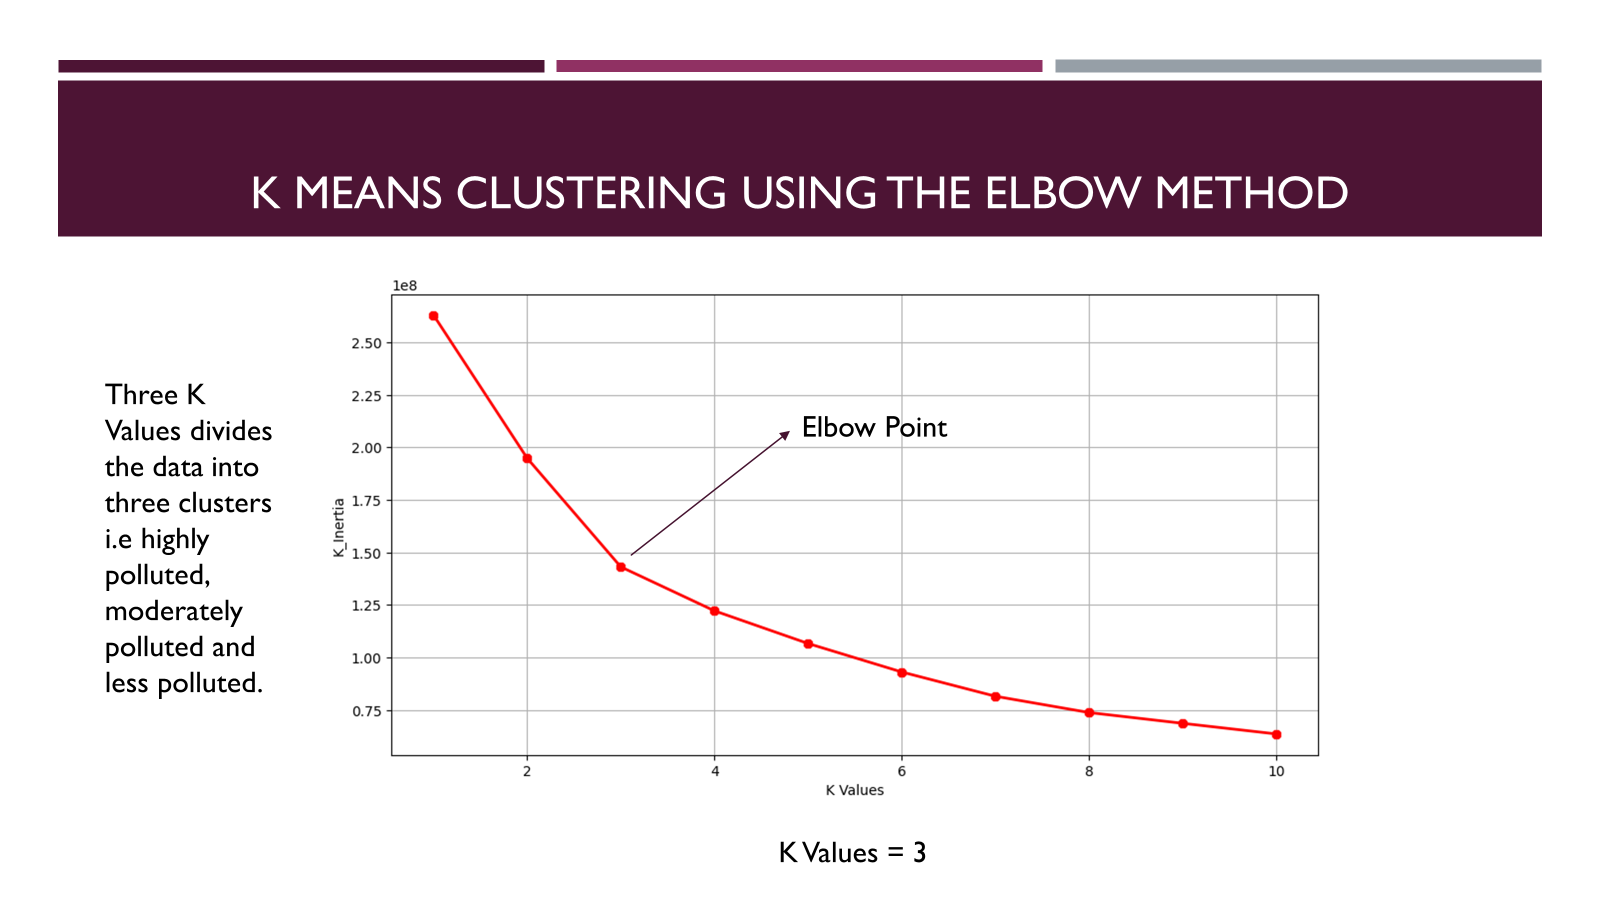 K MEANS CLUSTERING USING THE ELBOW METHOD
Three K
Values divides
the data into
three clusters
i.e highly
polluted,
moderately
polluted and
less polluted.
1e8
2.50
2.25
2.00
1.75
1.50
1.25
1.00
0.75
K_Inertia
Elbow Point
2 4 6 8 10
K Values
K Values = 3